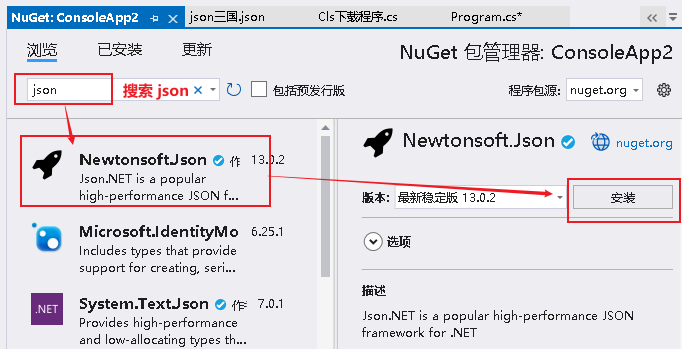 NuGet: ConsoleApp2
json三国.json
Cls下载程序.cs
Program.cs*
浏览
已安装
更新
NuGet 包管理器: ConsoleApp2
json
搜索 json
包括预发行版
程序包源:
nuget.org
Newtonsoft.Json
作
13.0.2
Json.NET is a popular
high-performance JSON f...
Microsoft.IdentityMo
6.25.1
Includes types that provide
support for creating, seri...
.NET
System.Text.Json
作
7.0.1
Provides high-performance
and low-allocating types th...
Newtonsoft.Json
nuget.org
版本:
最新稳定版 13.0.2
安装
选项
描述
Json.NET is a popular high-performance JSON
framework for .NET